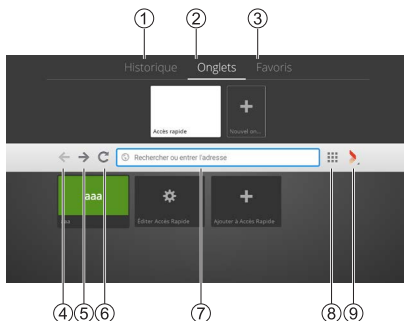 1 2 3
Historique Onglets Favoris
Accès rapide
Nouvel on...
Rechercher ou entrer l'adresse
aaa
aaa Éditer Accès Rapide Ajouter à Accès Rapide
4 5 6 7 8 9